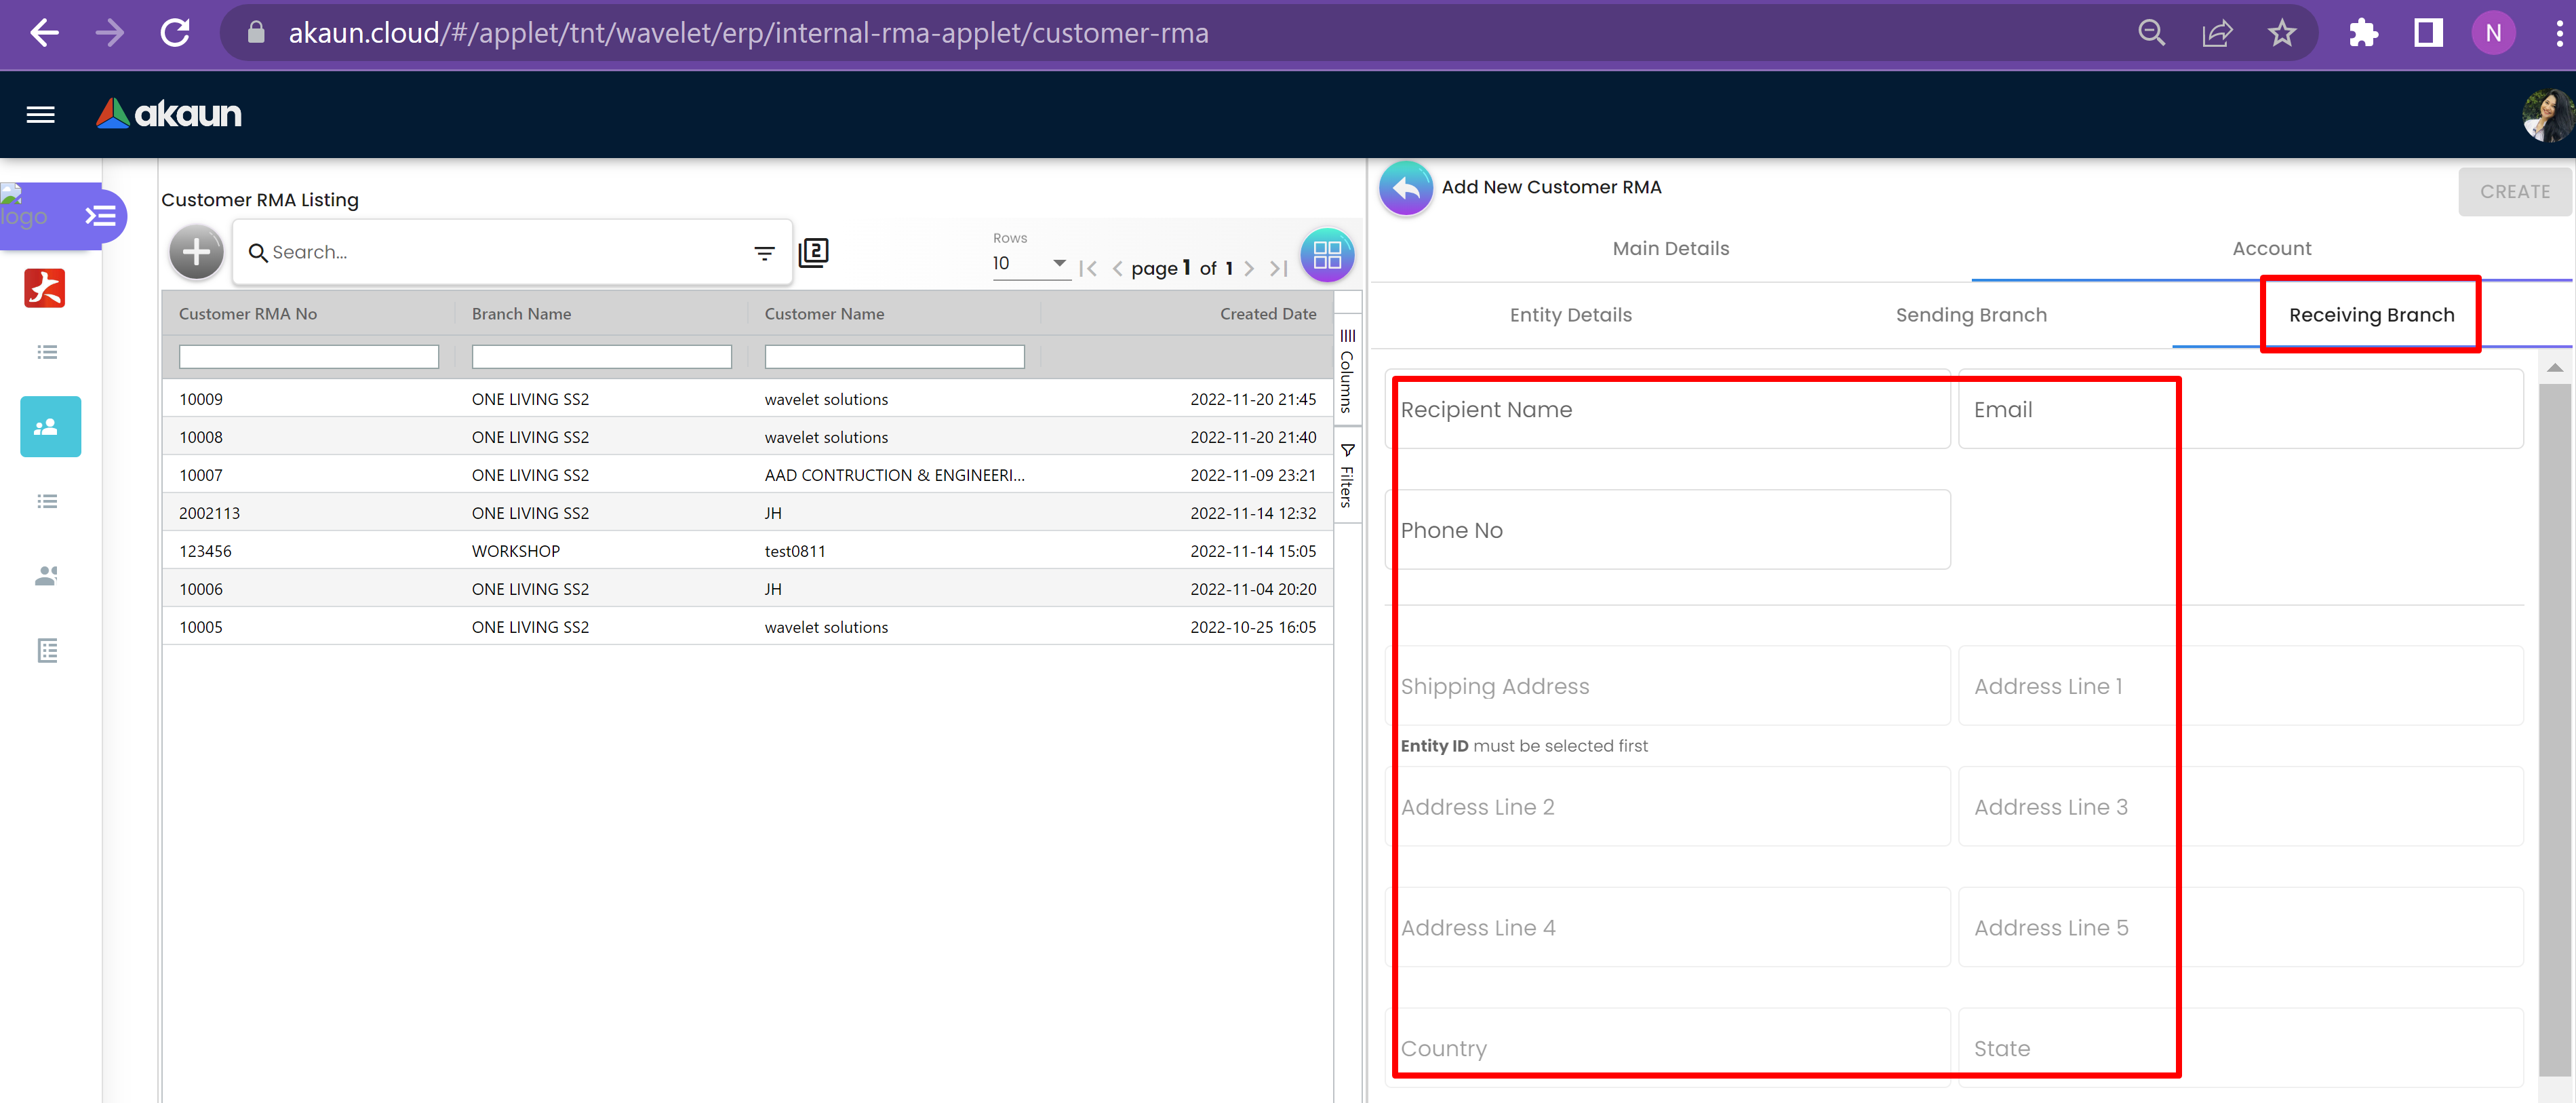 akaun.cloud/#/applet/tnt/wavelet/erp/internal-rma-applet/customer-rma
N
akaun
logo
Customer RMA Listing
Search...
2
Rows
10
page 1 of 1
Customer RMA No Branch Name Customer Name Created Date
10009 ONE LIVING SS2 wavelet solutions 2022-11-20 21:45
10008 ONE LIVING SS2 wavelet solutions 2022-11-20 21:40
10007 ONE LIVING SS2 AAD CONTRUCTION & ENGINEERI... 2022-11-09 23:21
2002113 ONE LIVING SS2 JH 2022-11-14 12:32
123456 WORKSHOP test0811 2022-11-14 15:05
10006 ONE LIVING SS2 JH 2022-11-04 20:20
10005 ONE LIVING SS2 wavelet solutions 2022-10-25 16:05
Columns
Filters
Add New Customer RMA
CREATE
Main Details Account
Entity Details Sending Branch Receiving Branch
Recipient Name Email
Phone No
Shipping Address Address Line 1
Entity ID must be selected first
Address Line 2 Address Line 3
Address Line 4 Address Line 5
Country State